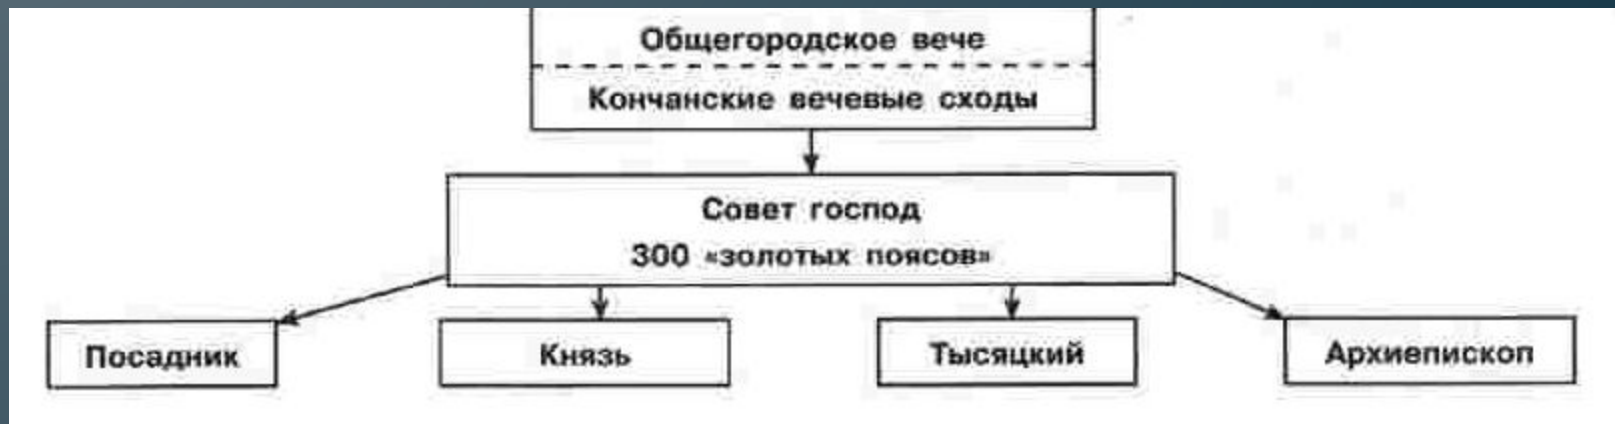 Общегородское вече
Кончанские вечевые сходы
Совет господ
300 «золотых поясов»
Посадник
Князь
Тысяцкий
Архиепископ